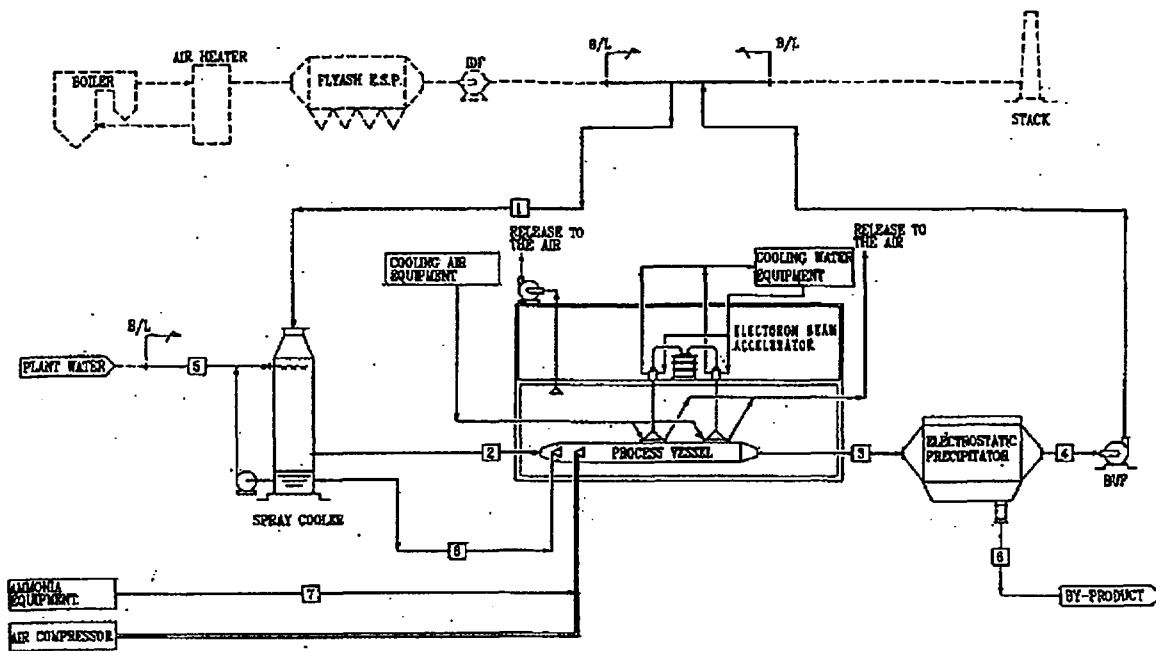 B/L
B/L
AIR HEATER
IDF
BOILER
FLYASH E.S.P.
STACK
1
RELEASE TO
THE AIR
RELEASE TO
THE AIR
COOLING AIR
EQUIPMENT
COOLING WATER
EQUIPMENT
B/L
ELECTORON BEAM
ACCELERATOR
PLANT WATER
5
2
PROCESS VESSEL
3
ELECTROSTATIC
PRECIPITATOR
4
BUF
SPRAY COOLER
8
6
AMMONIA
EQUIPMENT
7
BY-PRODUCT
AIR COMPRESSOR